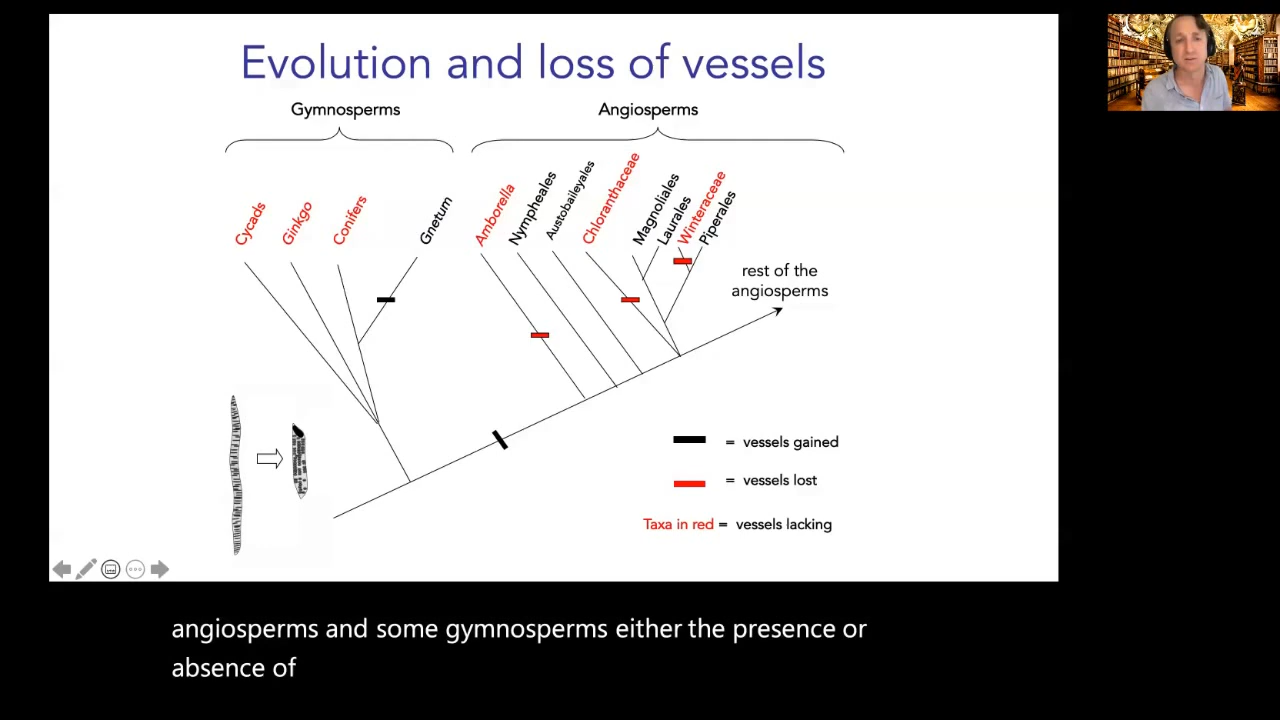 Evolution and loss of vessels
Gymnosperms
Angiosperms
Cycads
Ginkgo
Conifers
Gnetum
Amborella
Nympheales
Austobaileyales
Chloranthaceae
Magnoliales
Laurales
Winteraceae
Piperales
rest of the
angiosperms
= vessels gained
= vessels lost
Taxa in red = vessels lacking
angiosperms and some gymnosperms either the presence or
absence of